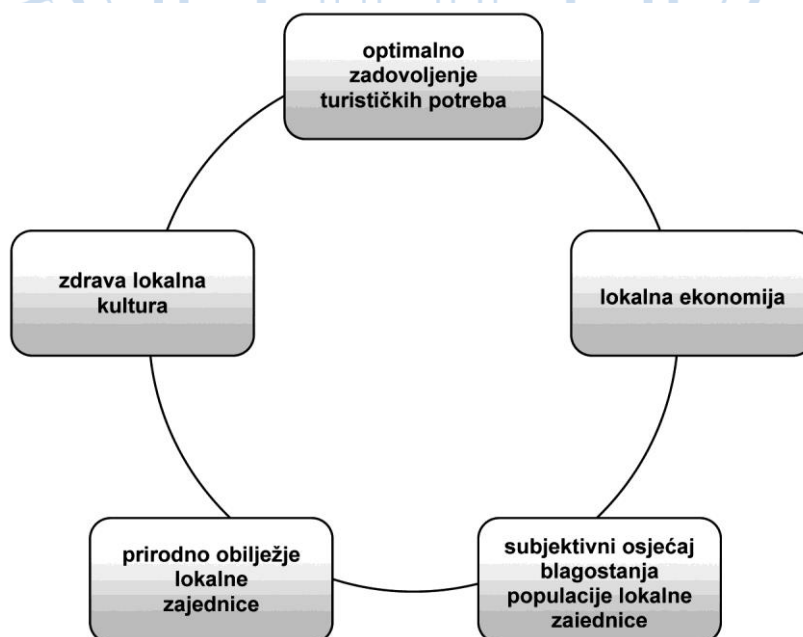 optimalno
zadovoljenje
turističkih potreba
zdrava lokalna
kultura
lokalna ekonomija
prirodno obilježje
lokalne
zajednice
subjektivni osjećaj
blagostanja
populacije lokalne
zajednice